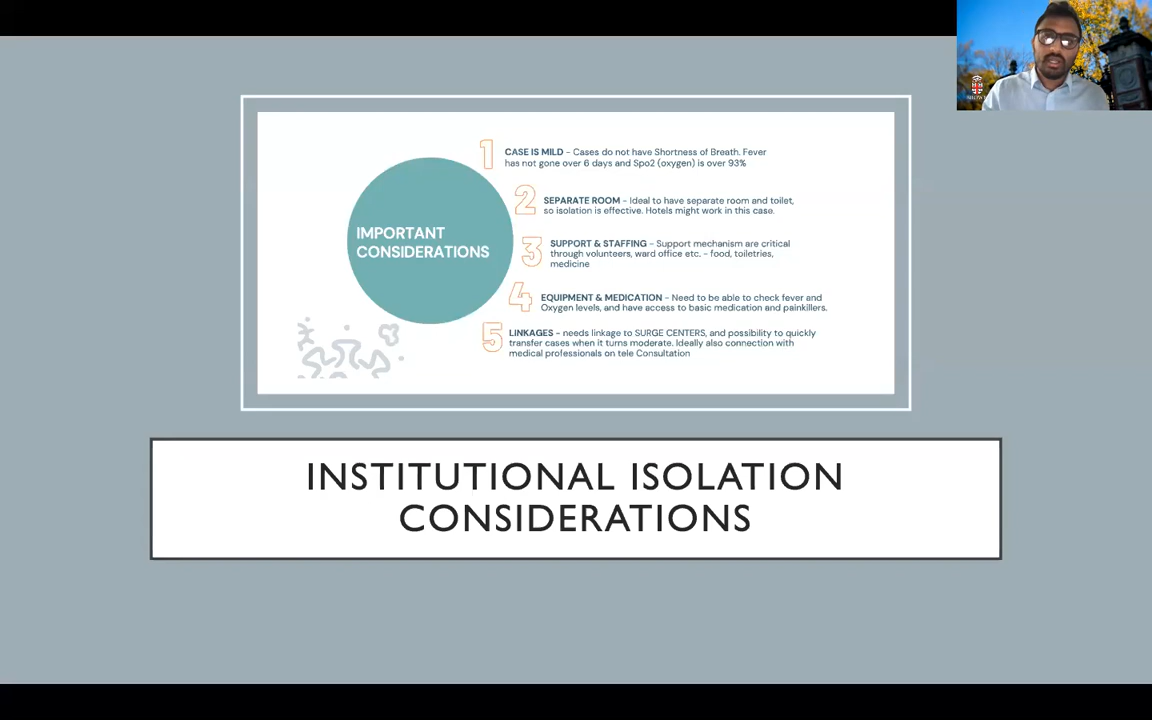 1
CASE IS MILD - Cases do not have Shortness of Breath. Fever
has not gone over 6 days and Spo2 (oxygen) is over 93%
2
SEPARATE ROOM - Ideal to have separate room and toilet,
so isolation is effective. Hotels might work in this case.
IMPORTANT
CONSIDERATIONS
3
SUPPORT & STAFFING - Support mechanism are critical
through volunteers, ward office etc. - food, toiletries,
medicine
4
EQUIPMENT & MEDICATION - Need to be able to check fever and
Oxygen levels, and have access to basic medication and painkillers.
5
LINKAGES - needs linkage to SURGE CENTERS, and possibility to quickly
transfer cases when it turns moderate. Ideally also connection with
medical professionals on tele Consultation
INSTITUTIONAL ISOLATION
CONSIDERATIONS